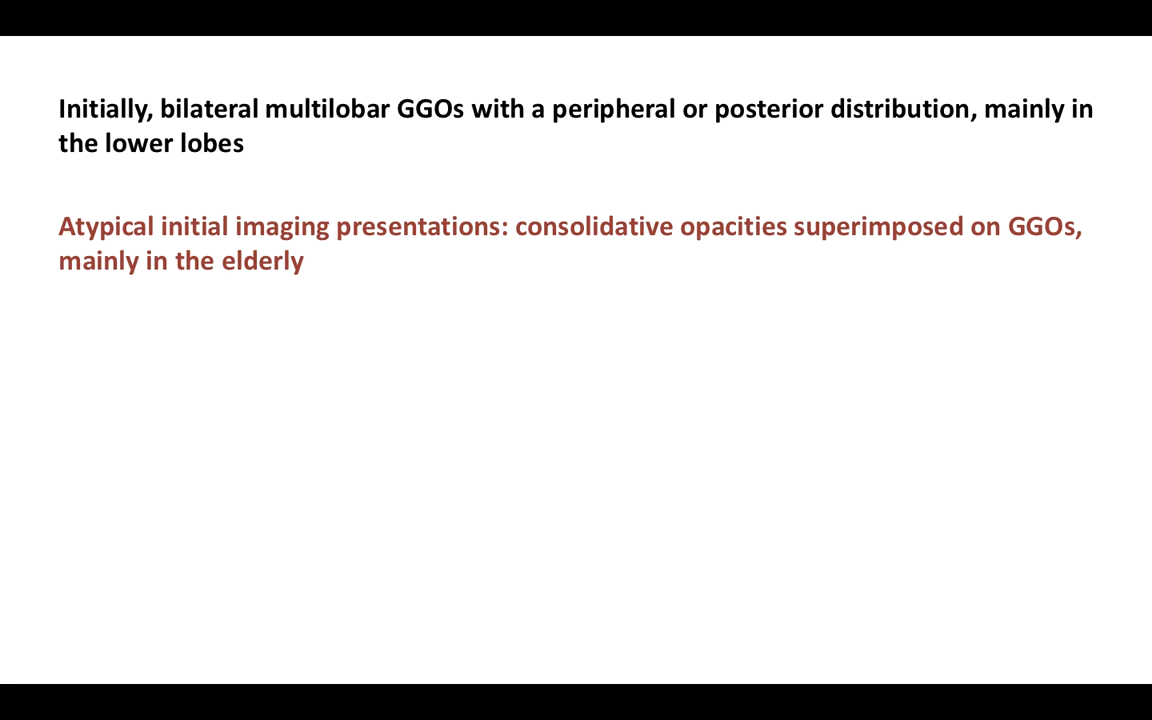 Initially, bilateral multilobar GGOs with a peripheral or posterior distribution, mainly in
the lower lobes
Atypical initial imaging presentations: consolidative opacities superimposed on GGOs,
mainly in the elderly